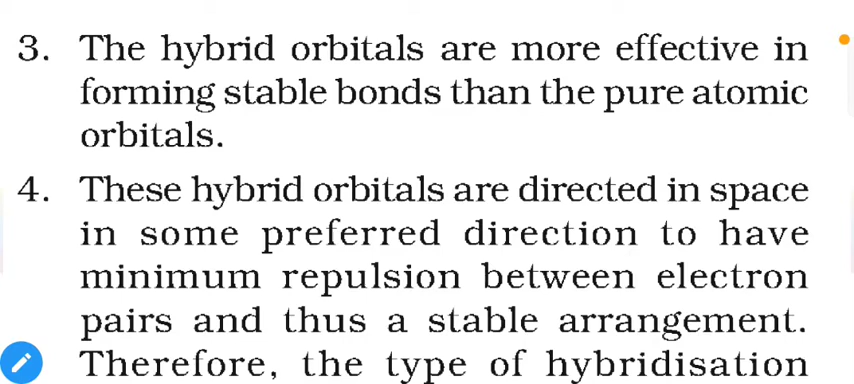 3. The hybrid orbitals are more effective in
forming stable bonds than the pure atomic
orbitals.
4. These hybrid orbitals are directed in space
in some preferred direction to have
minimum repulsion between electron
pairs and thus a stable arrangement.
Therefore, the type of hybridisation